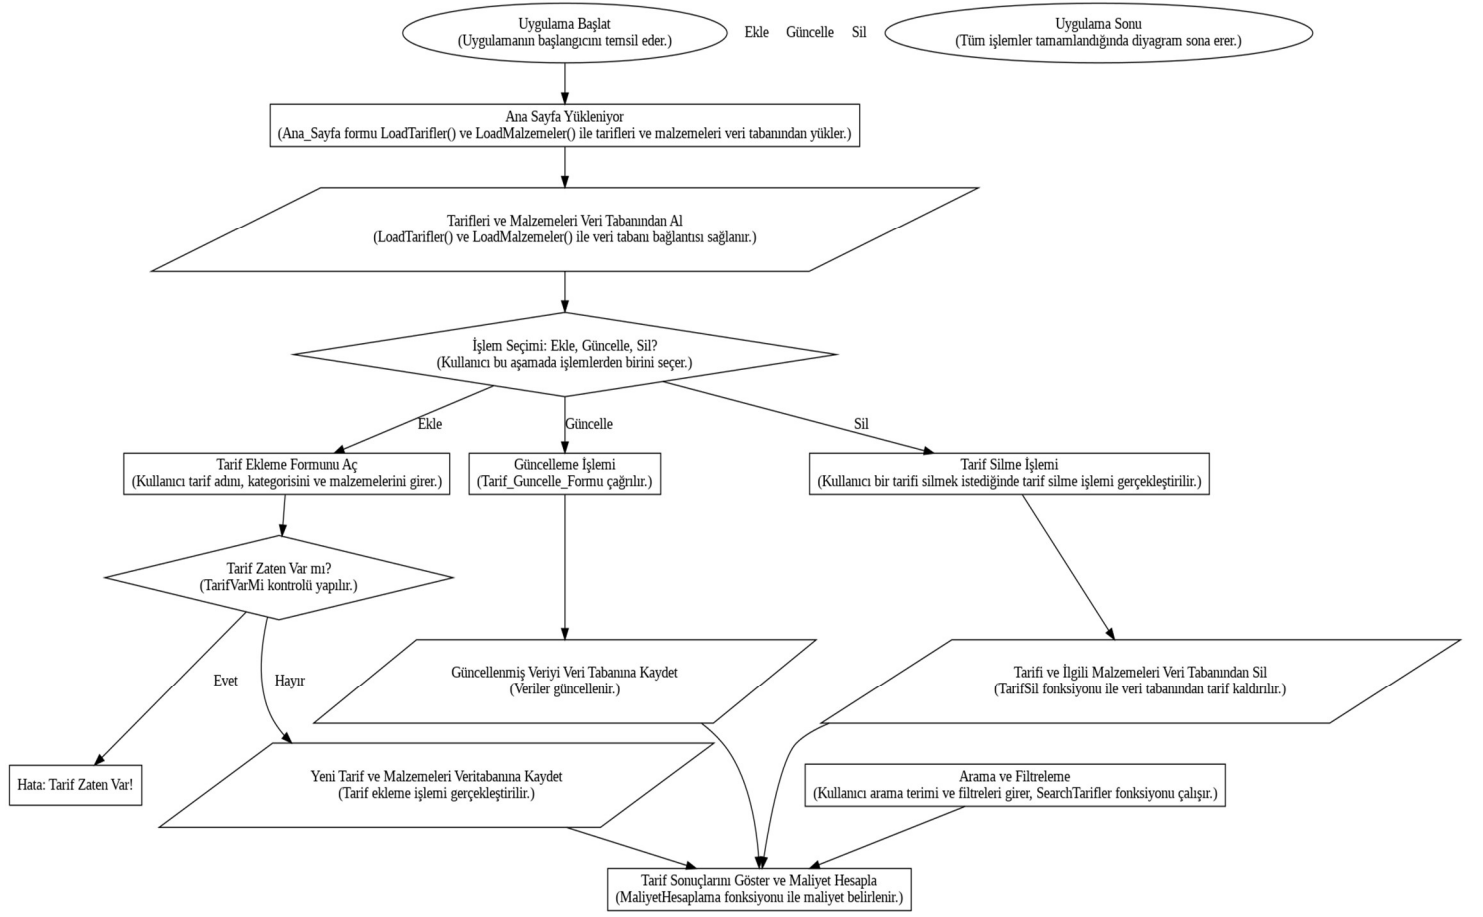 Uygulama Başlat
(Uygulamanın başlangıcını temsil eder.)
Ekle
Güncelle
Sil
Uygulama Sonu
(Tüm işlemler tamamlandığında diyagram sona erer.)
Ana Sayfa Yükleniyor
(Ana_Sayfa formu LoadTarifler() ve LoadMalzemeler() ile tarifleri ve malzemeleri veri tabanından yükler.)
Tarifleri ve Malzemeleri Veri Tabanından Al
(LoadTarifler() ve LoadMalzemeler() ile veri tabanı bağlantısı sağlanır.)
İşlem Seçimi: Ekle, Güncelle, Sil?
(Kullanıcı bu aşamada işlemlerden birini seçer.)
Ekle
Güncelle
Sil
Tarif Ekleme Formunu Aç
(Kullanıcı tarif adını, kategorisini ve malzemelerini girer.)
Güncelleme İşlemi
(Tarif_Guncelle_Formu çağrılır.)
Tarif Silme İşlemi
(Kullanıcı bir tarifi silmek istediğinde tarif silme işlemi gerçekleştirilir.)
Tarif Zaten Var mı?
(TarifVarMi kontrolü yapılır.)
Evet
Hayır
Güncellenmiş Veriyi Veri Tabanına Kaydet
(Veriler güncellenir.)
Tarifi ve İlgili Malzemeleri Veri Tabanından Sil
(TarifSil fonksiyonu ile veri tabanından tarif kaldırılır.)
Hata: Tarif Zaten Var!
Yeni Tarif ve Malzemeleri Veritabanına Kaydet
(Tarif ekleme işlemi gerçekleştirilir.)
Arama ve Filtreleme
(Kullanıcı arama terimi ve filtreleri girer, SearchTarifler fonksiyonu çalışır.)
Tarif Sonuçlarını Göster ve Maliyet Hesapla
(MaliyetHesaplama fonksiyonu ile maliyet belirlenir.)